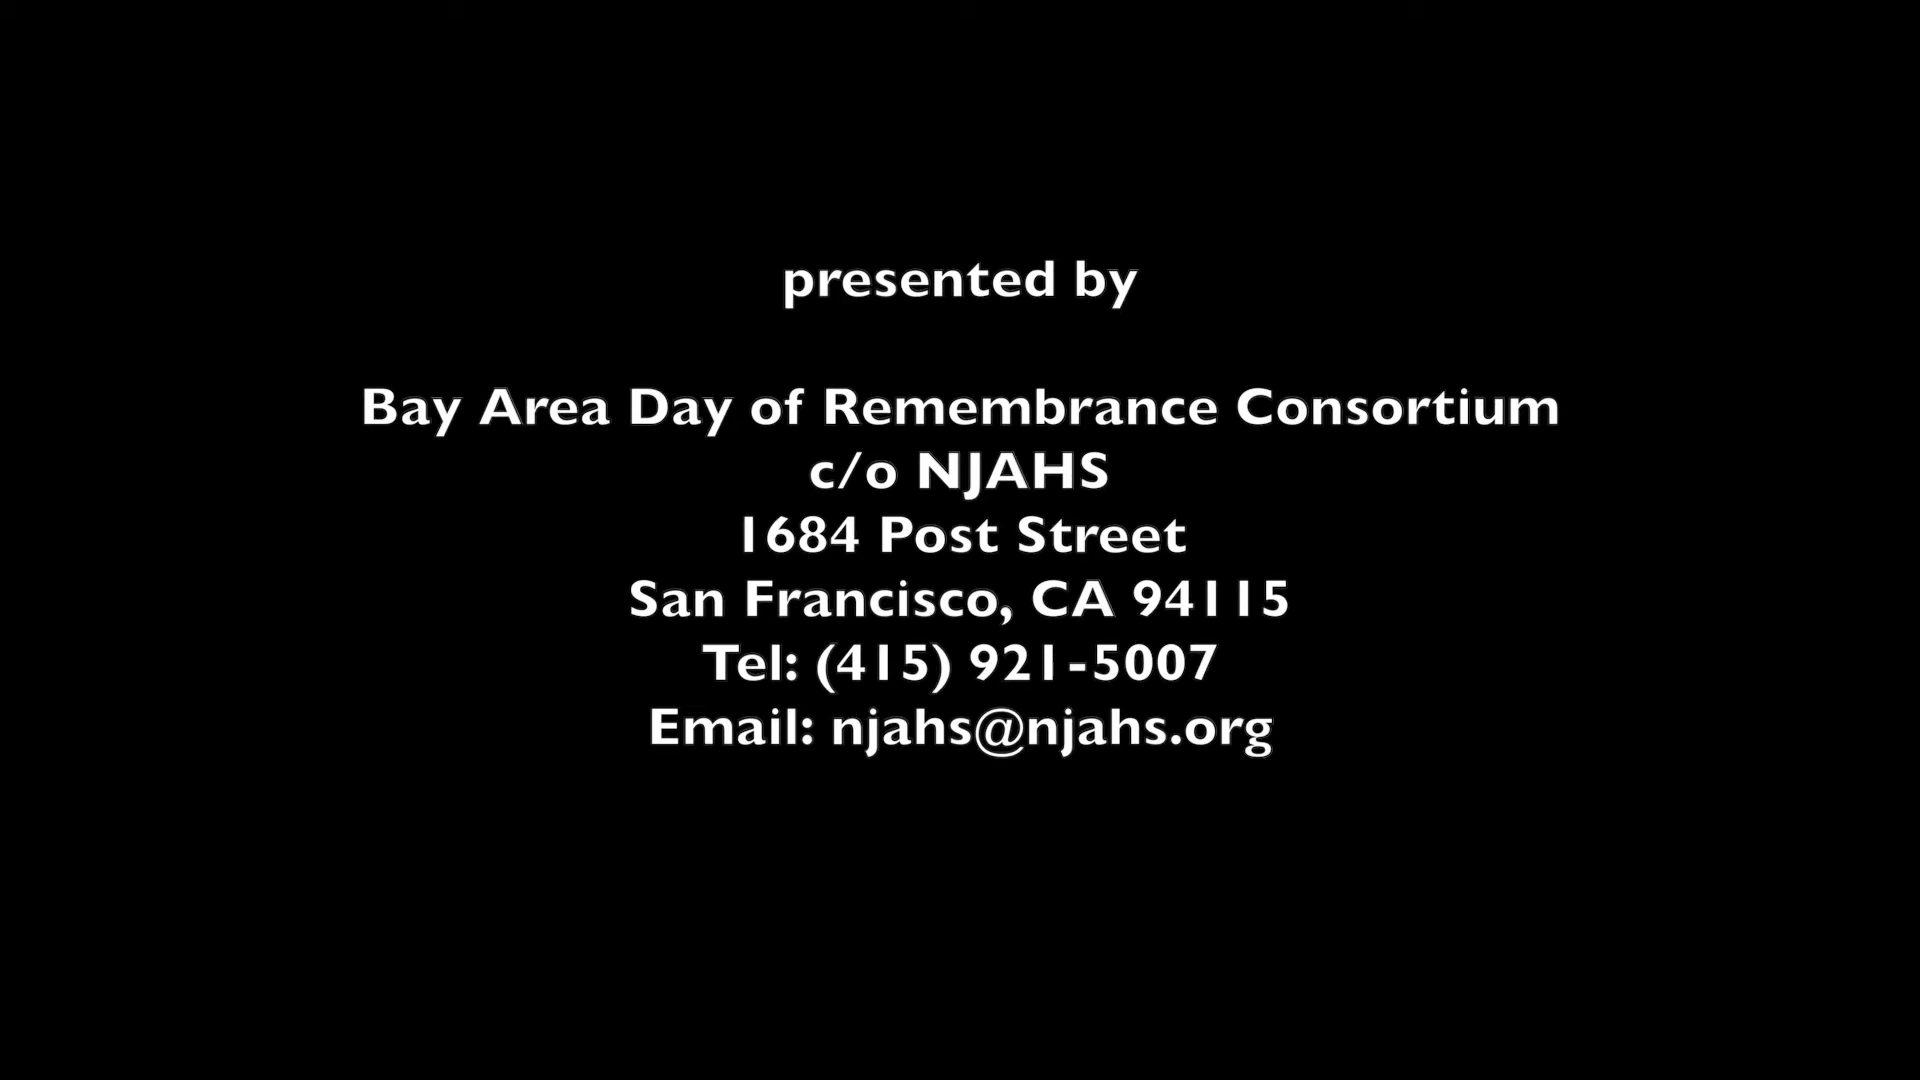 presented by
Bay Area Day of Remembrance Consortium
c/o NJAHS
1684 Post Street
San Francisco, CA 94115
Tel: (415) 921-5007
Email: njahs@njahs.org